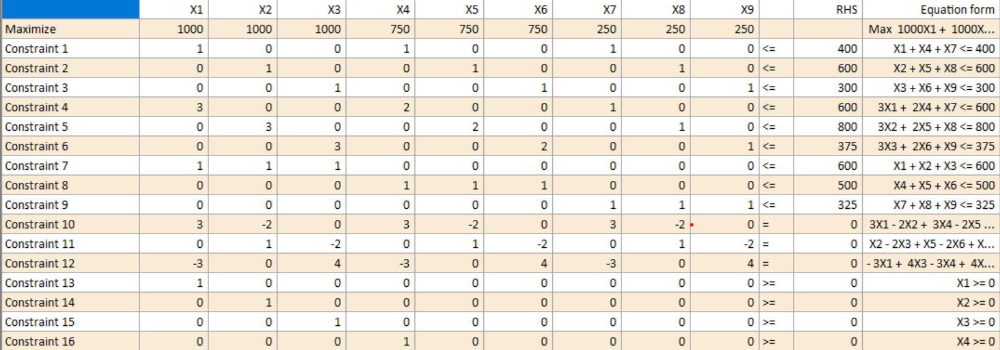 X1 X2 X3 X4 X5 X6 X7 X8 X9 RHS Equation form
Maximize 1000 1000 1000 750 750 750 250 250 250 Max 1000X1 + 1000X...
Constraint 1 1 0 0 1 0 0 1 0 0 <= 400 X1 + X4 + X7 <= 400
Constraint 2 0 1 0 0 1 0 0 1 0 <= 600 X2 + X5 + X8 <= 600
Constraint 3 0 0 1 0 0 1 0 0 1 <= 300 X3 + X6 + X9 <= 300
Constraint 4 3 0 0 2 0 0 1 0 0 <= 600 3X1 + 2X4 + X7 <= 600
Constraint 5 0 3 0 0 2 0 0 1 0 <= 800 3X2 + 2X5 + X8 <= 800
Constraint 6 0 0 3 0 0 2 0 0 1 <= 375 3X3 + 2X6 + X9 <= 375
Constraint 7 1 1 1 0 0 0 0 0 0 <= 600 X1 + X2 + X3 <= 600
Constraint 8 0 0 0 1 1 1 0 0 0 <= 500 X4 + X5 + X6 <= 500
Constraint 9 0 0 0 0 0 0 1 1 1 <= 325 X7 + X8 + X9 <= 325
Constraint 10 3 -2 0 3 -2 0 3 -2 0 = 0 3X1 - 2X2 + 3X4 - 2X5 ...
Constraint 11 0 1 -2 0 1 -2 0 1 -2 = 0 X2 - 2X3 + X5 - 2X6 + X...
Constraint 12 -3 0 4 -3 0 4 -3 0 4 = 0 - 3X1 + 4X3 - 3X4 + 4X...
Constraint 13 1 0 0 0 0 0 0 0 0 >= 0 X1 >= 0
Constraint 14 0 1 0 0 0 0 0 0 0 >= 0 X2 >= 0
Constraint 15 0 0 1 0 0 0 0 0 0 >= 0 X3 >= 0
Constraint 16 0 0 0 1 0 0 0 0 0 >= 0 X4 >= 0